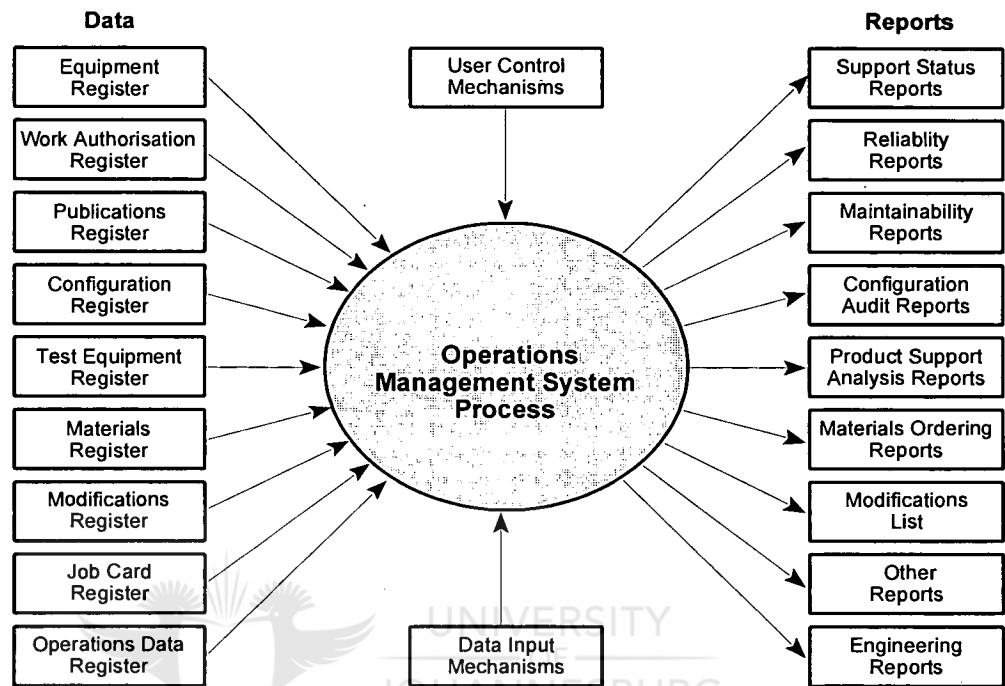 Data
Reports
Equipment
Register
Work Authorisation
Register
Publications
Register
Configuration
Register
Test Equipment
Register
Materials
Register
Modifications
Register
Job Card
Register
Operations Data
Register
User Control
Mechanisms
Operations
Management System
Process
Data Input
Mechanisms
Support Status
Reports
Reliablity
Reports
Maintainability
Reports
Configuration
Audit Reports
Product Support
Analysis Reports
Materials Ordering
Reports
Modifications
List
Other
Reports
Engineering
Reports
UNIVERSITY
OF
JOHANNESBURG